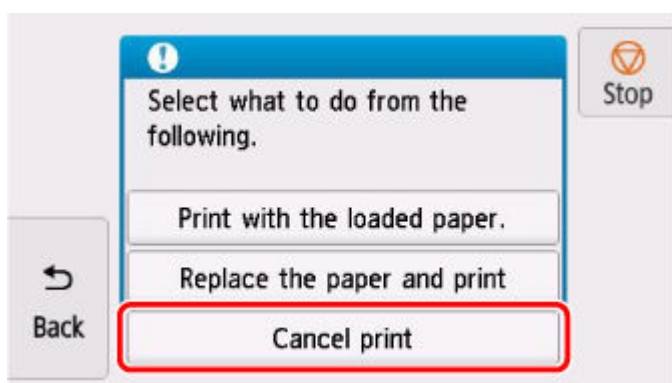 Select what to do from the
following.
Stop
Print with the loaded paper.
Replace the paper and print
Back
Cancel print